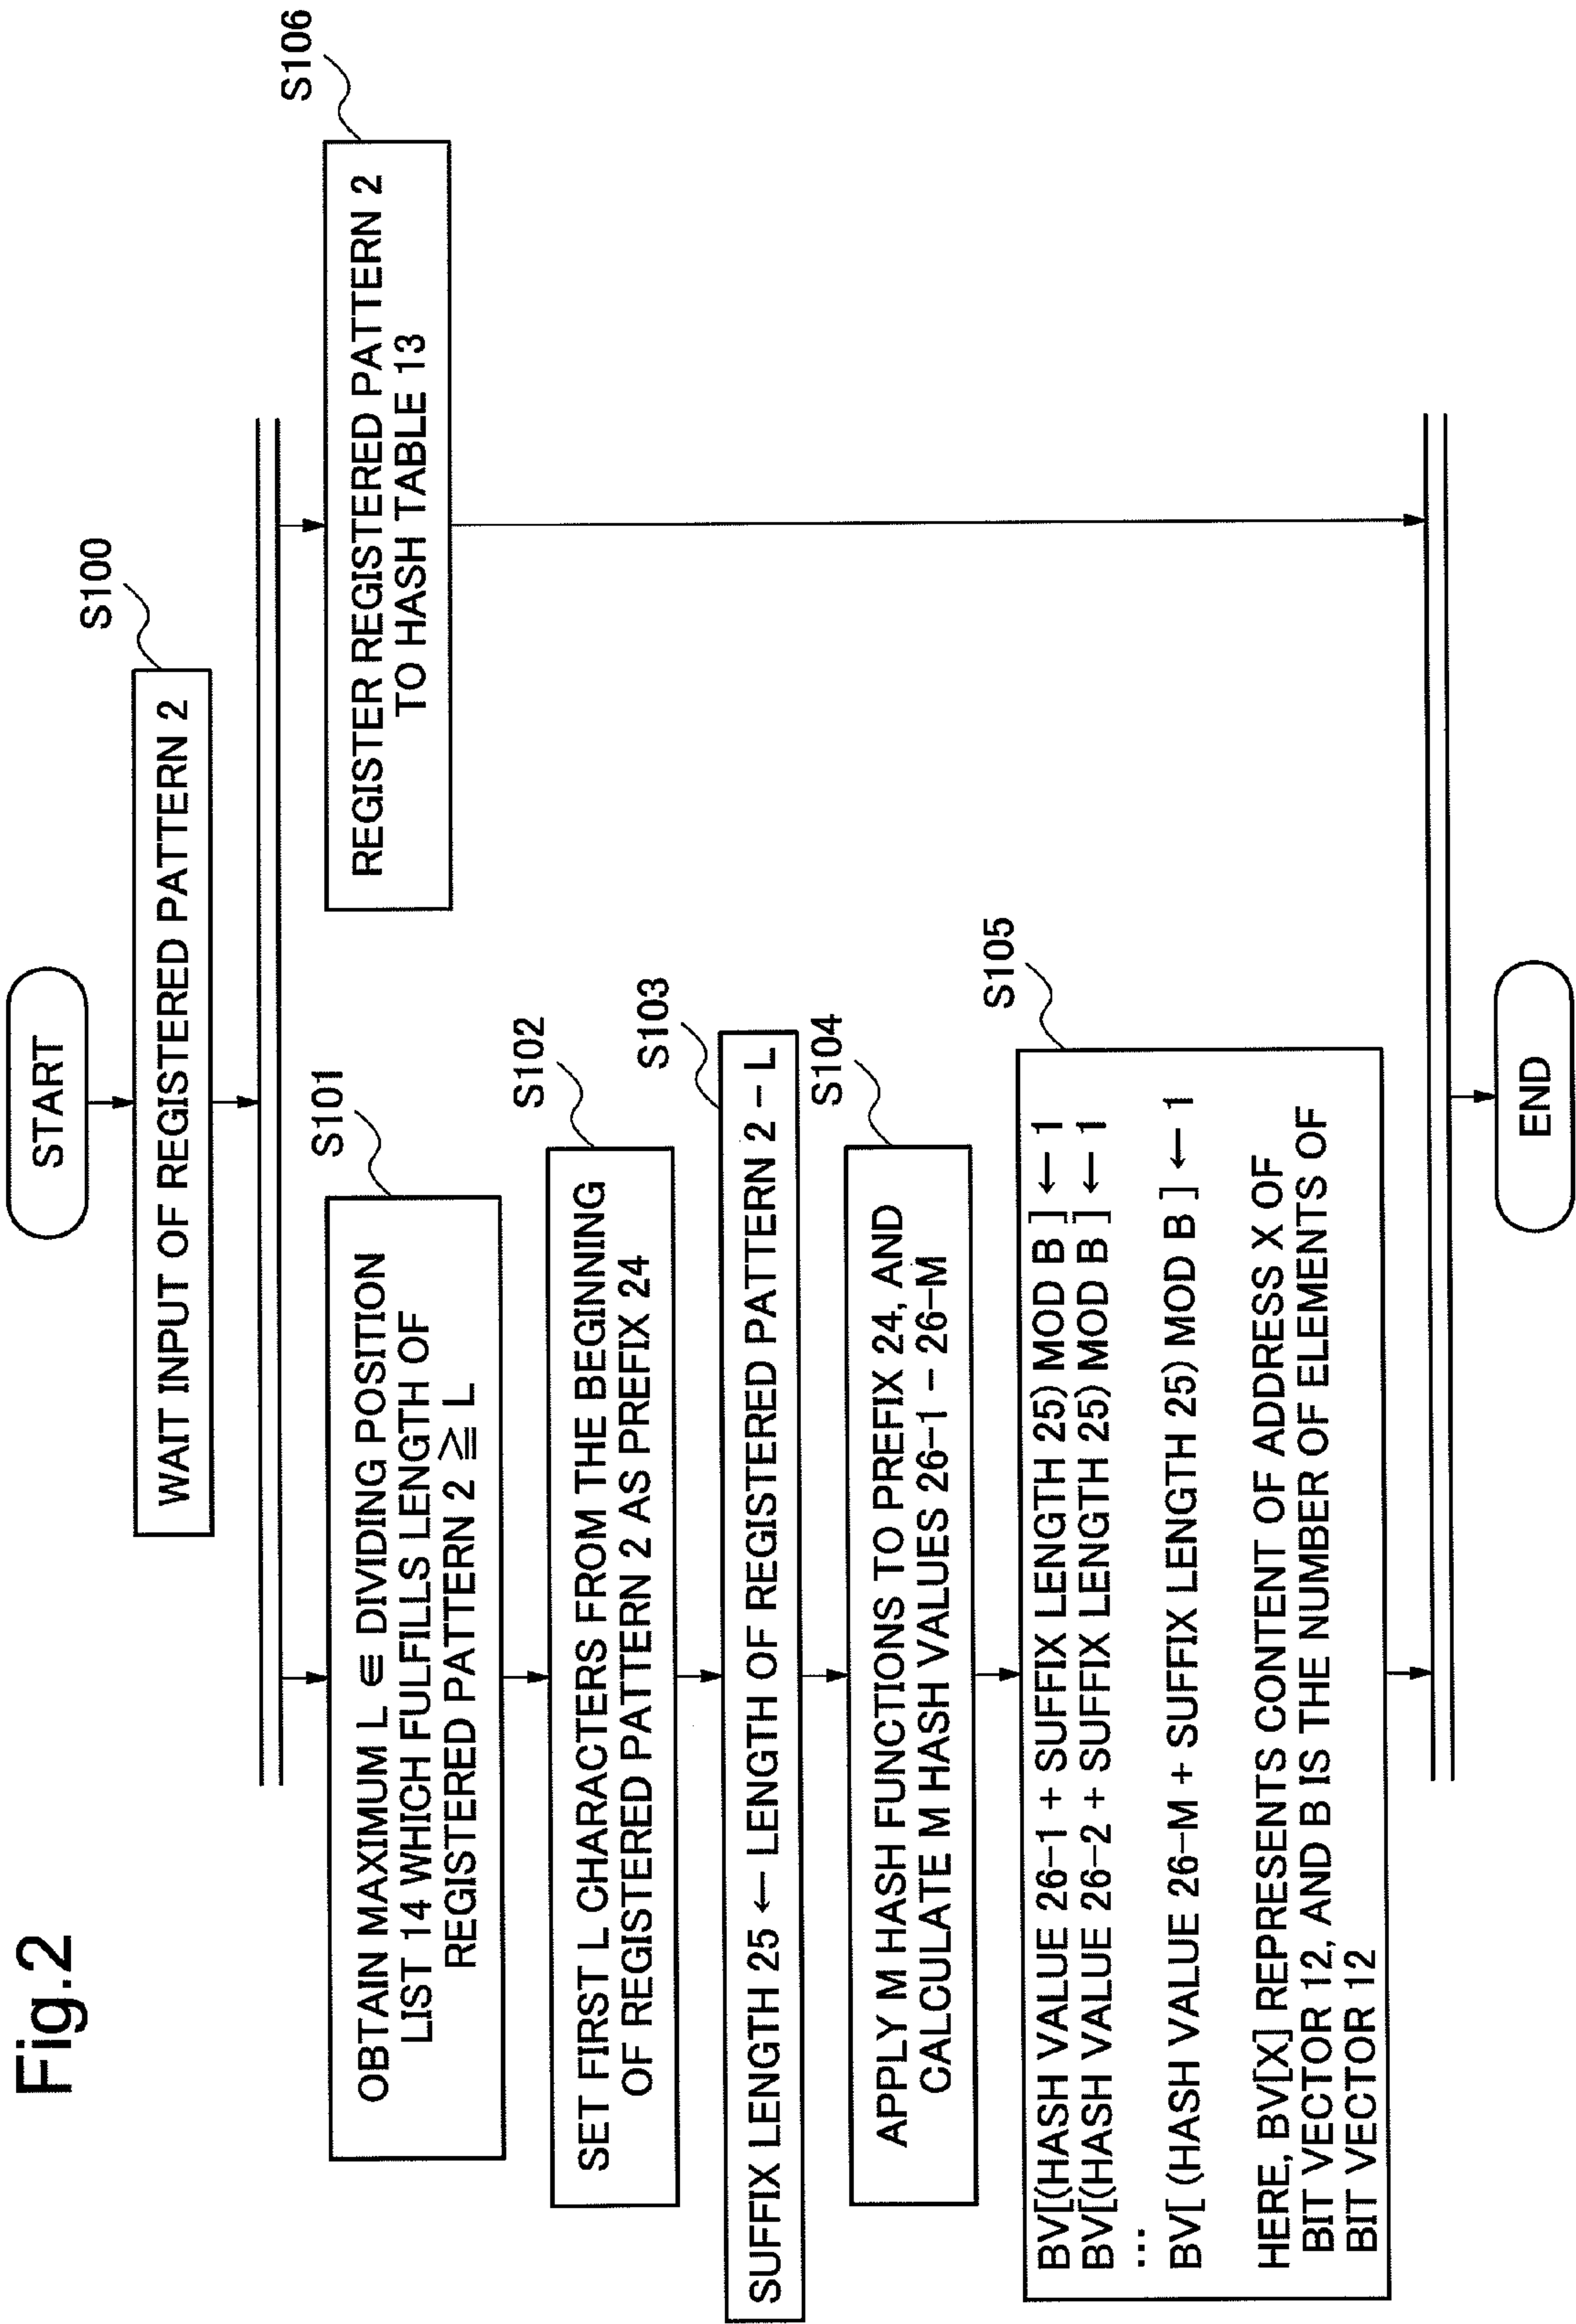 Fig.2
START
S100
WAIT INPUT OF REGISTERED PATTERN 2
S101
OBTAIN MAXIMUM L ∈ DIVIDING POSITION
LIST 14 WHICH FULFILLS LENGTH OF
REGISTERED PATTERN 2 ≧ L
S102
SET FIRST L CHARACTERS FROM THE BEGINNING
OF REGISTERED PATTERN 2 AS PREFIX 24
S103
SUFFIX LENGTH 25 ← LENGTH OF REGISTERED PATTERN 2 – L
S104
APPLY M HASH FUNCTIONS TO PREFIX 24, AND
CALCULATE M HASH VALUES 26-1 – 26-M
S105
BV[(HASH VALUE 26-1 + SUFFIX LENGTH 25) MOD B ] ← 1
BV[(HASH VALUE 26-2 + SUFFIX LENGTH 25) MOD B ] ← 1
...
BV[ (HASH VALUE 26-M + SUFFIX LENGTH 25) MOD B ] ← 1
HERE, BV[X] REPRESENTS CONTENT OF ADDRESS X OF
BIT VECTOR 12, AND B IS THE NUMBER OF ELEMENTS OF
BIT VECTOR 12
S106
REGISTER REGISTERED PATTERN 2
TO HASH TABLE 13
END